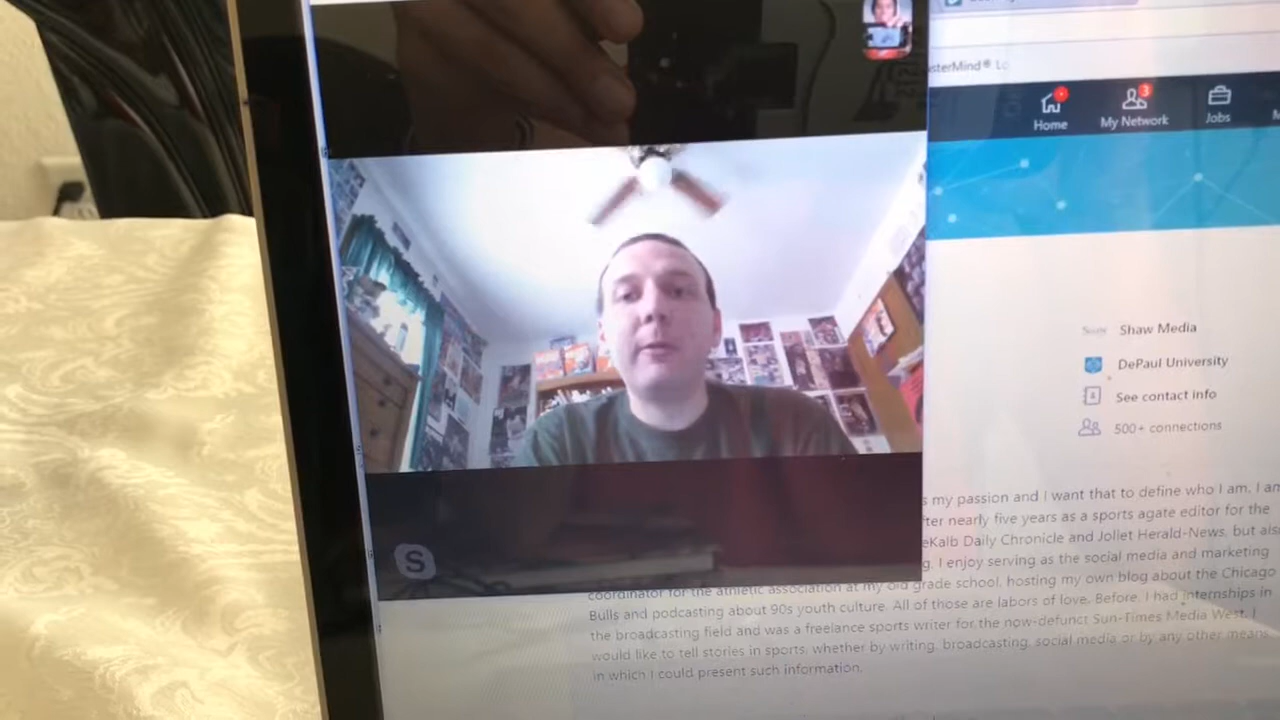 sterMind® Lo
3
Home
My Network
Jobs
Shaw Media
DePaul University
See contact info
500+ connections
s my passion and I want that to define who I am. I am
ter nearly five years as a sports agate editor for the
eKalb Daily Chronicle and Joliet Herald-News, but also
g. I enjoy serving as the social media and marketing
coordinator for the athletic association at my old grade school, hosting my own blog about the Chicago
Bulls and podcasting about 90s youth culture. All of those are labors of love. Before, I had internships in
the broadcasting field and was a freelance sports writer for the now-defunct Sun-Times Media West. I
would like to tell stories in sports, whether by writing, broadcasting, social media or by any other means
in which I could present such information.
S